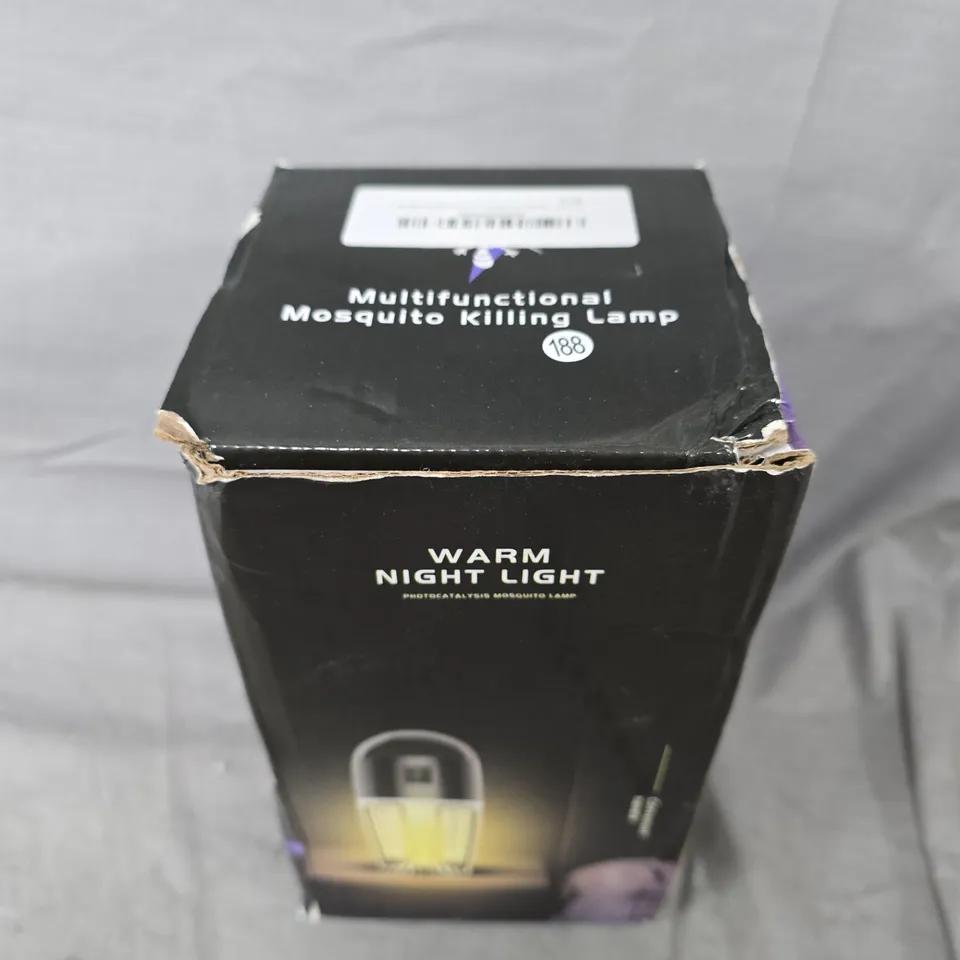 Multifunctional
Mosquito Killing Lamp
188
WARM
NIGHT LIGHT
PHOTOCATALYSIS MOSQUITO LAMP